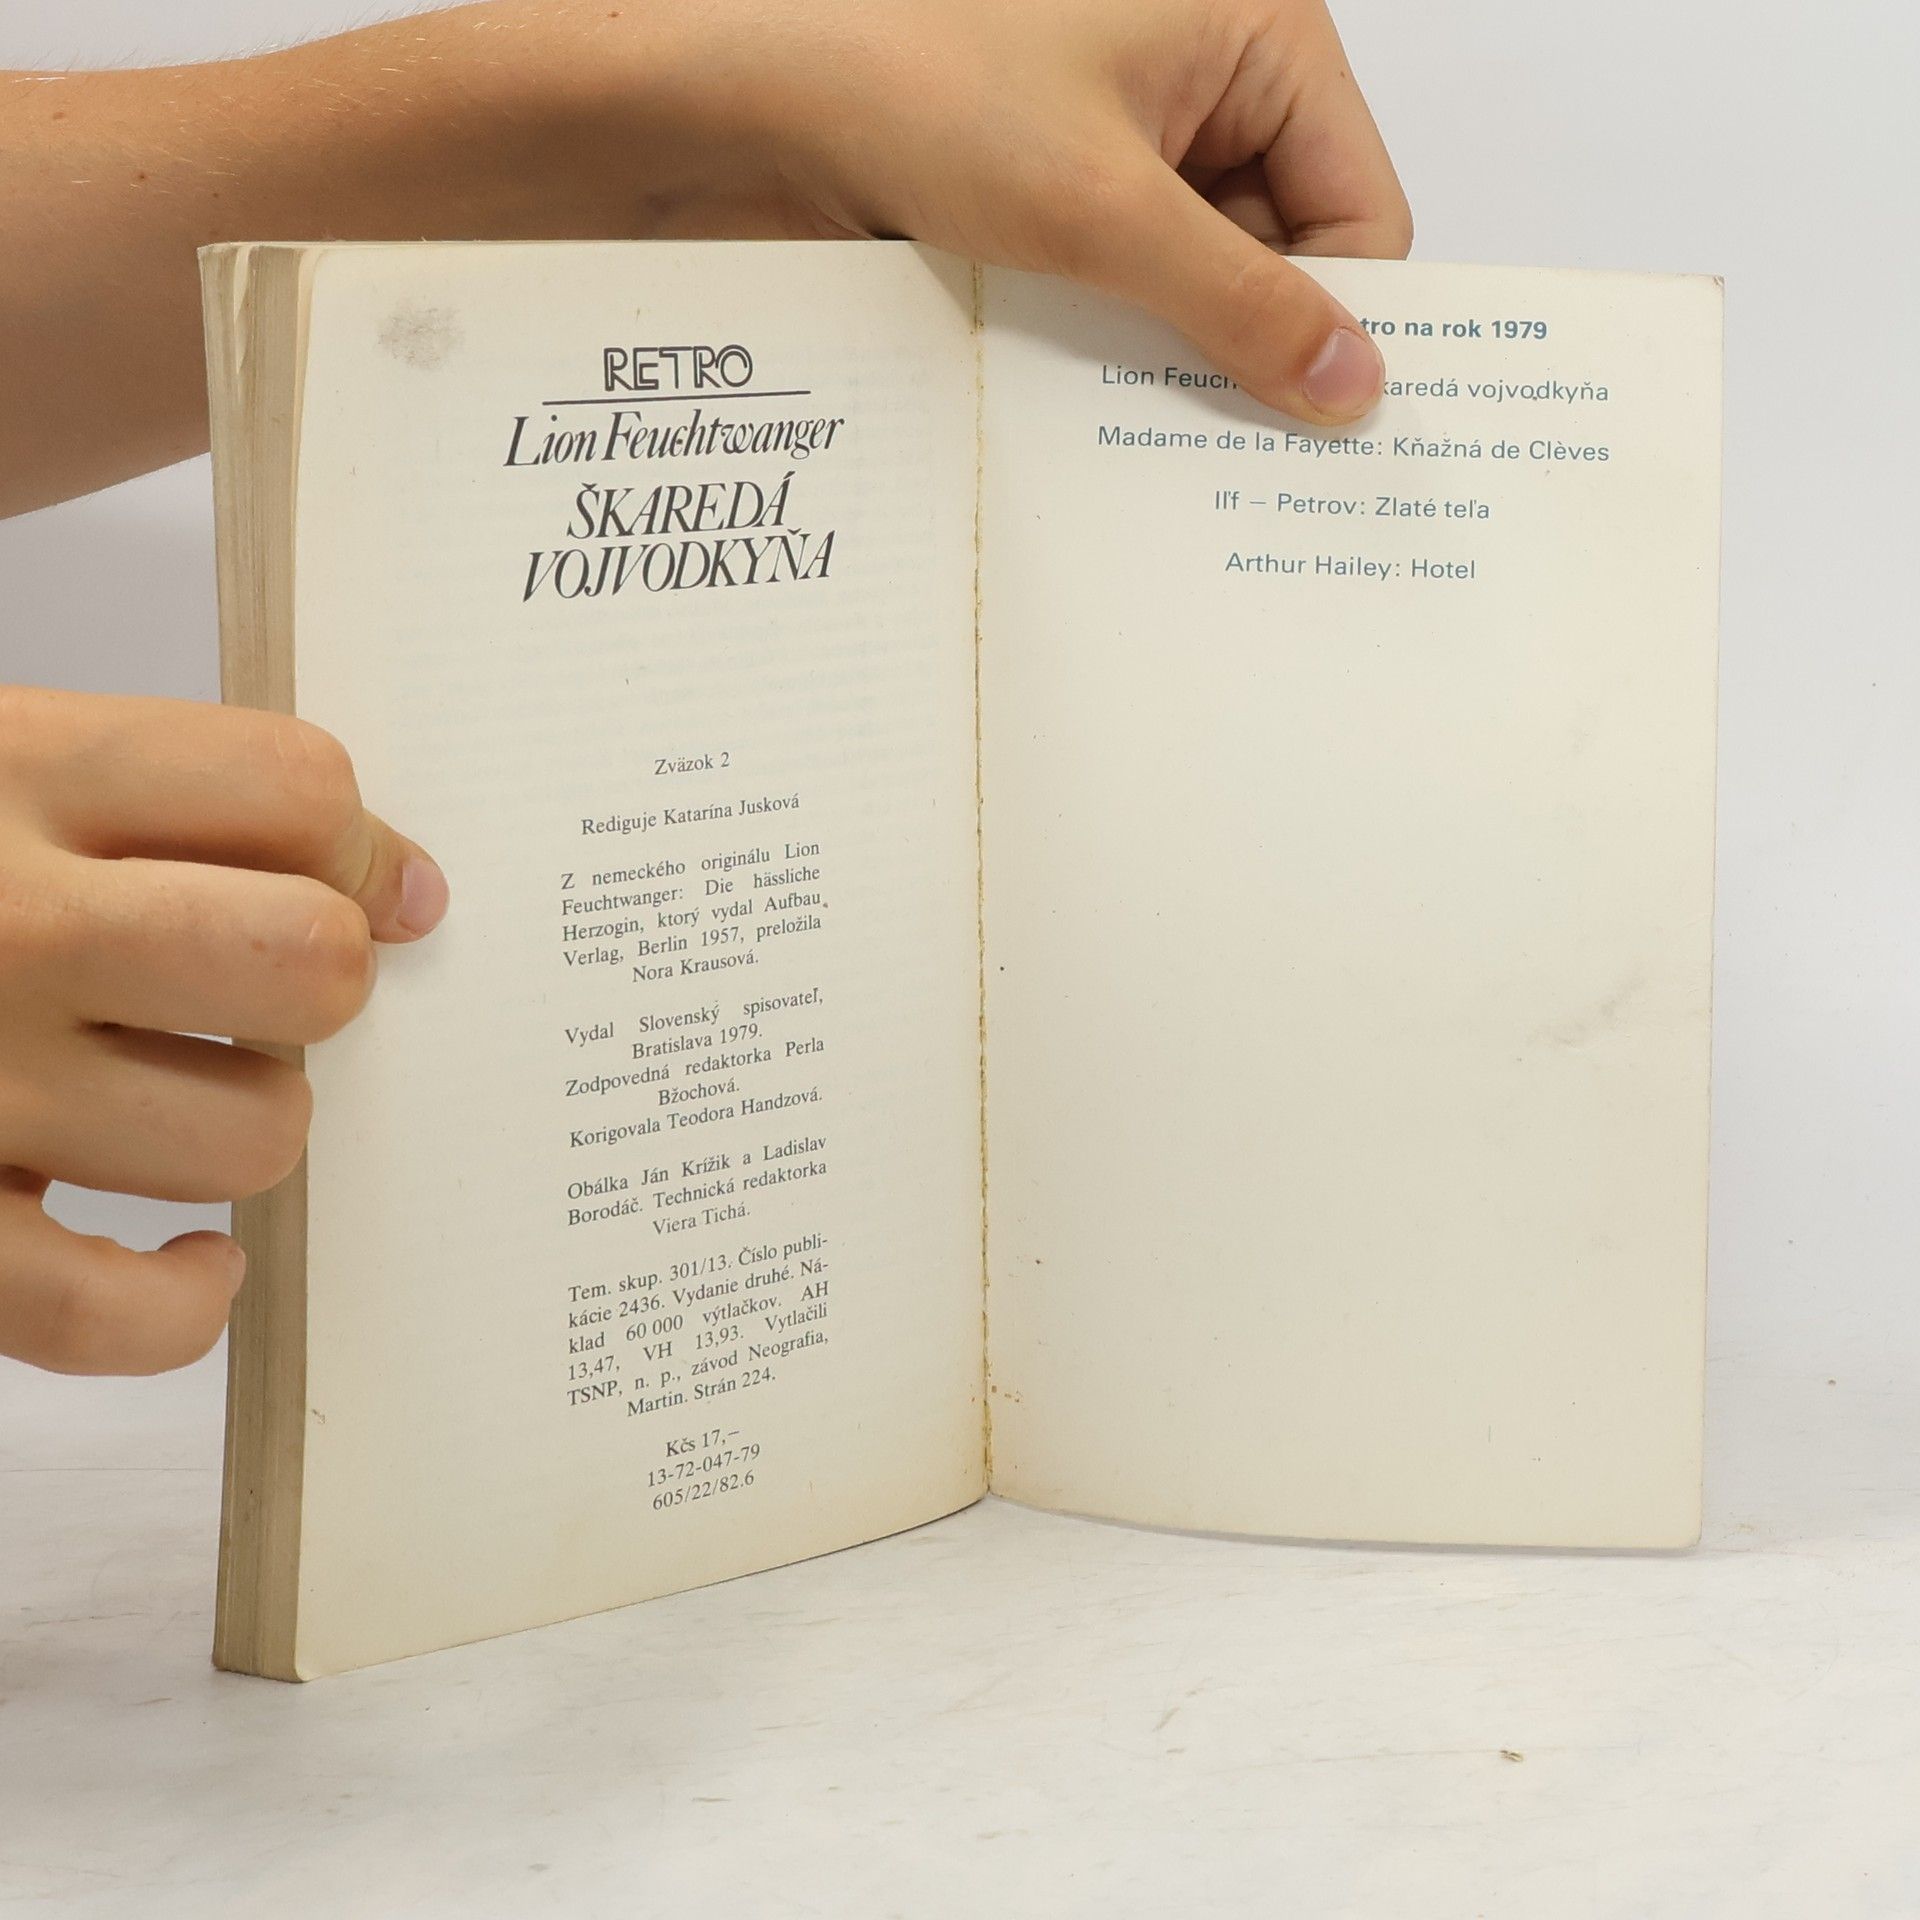 RETRO
Lion Feuchtwanger
ŠKAREDÁ
VOJVODKYŇA
Zväzok 2
Rediguje Katarína Jusková
Z nemeckého originálu Lion
Feuchtwanger: Die hässliche
Herzogin, ktorý vydal Aufbau
Verlag, Berlin 1957, preložila
Nora Krausová.
Vydal Slovenský spisovateľ,
Bratislava 1979.
Zodpovedná redaktorka Perla
Bžochová.
Korigovala Teodora Handzová.
Obálka Ján Krížik a Ladislav
Borodáč. Technická redaktorka
Viera Tichá.
Tem. skup. 301/13. Číslo publi-
kácie 2436. Vydanie druhé. Ná-
klad 60 000 výtlačkov. AH
13,47, VH 13,93. Vytlačili
TSNP, n. p., závod Neografia,
Martin. Strán 224.
Kčs 17,–
13-72-047-79
605/22/82.6
na rok 1979
Lion vojvodkyňa
Madame de la Fayette: Kňažná de Clèves
Iľf – Petrov: Zlaté teľa
Arthur Hailey: Hotel